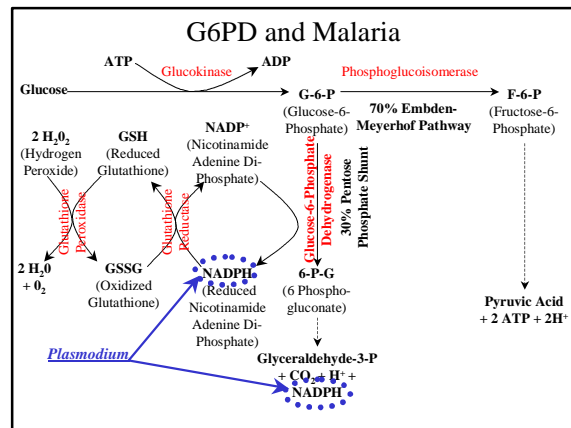 G6PD and Malaria
ATP
ADP
Glucokinase
Phosphoglucoisomerase
Glucose
G-6-P
(Glucose-6-
Phosphate)
70% Embden-
Meyerhof Pathway
F-6-P
(Fructose-6-
Phosphate)
2 H₂0₂
(Hydrogen
Peroxide)
GSH
(Reduced
Glutathione)
NADP⁺
(Nicotinamide
Adenine Di-
Phosphate)
Glutathione
Peroxidase
Glutathione
Reductase
Glucose-6-Phosphate
Dehydrogenase
30% Pentose
Phosphate Shunt
2 H₂0
+ 0₂
GSSG
(Oxidized
Glutathione)
NADPH
(Reduced
Nicotinamide
Adenine Di-
Phosphate)
6-P-G
(6 Phospho-
gluconate)
Pyruvic Acid
+ 2 ATP + 2H⁺
Plasmodium
Glyceraldehyde-3-P
+ CO₂ + H⁺ +
NADPH